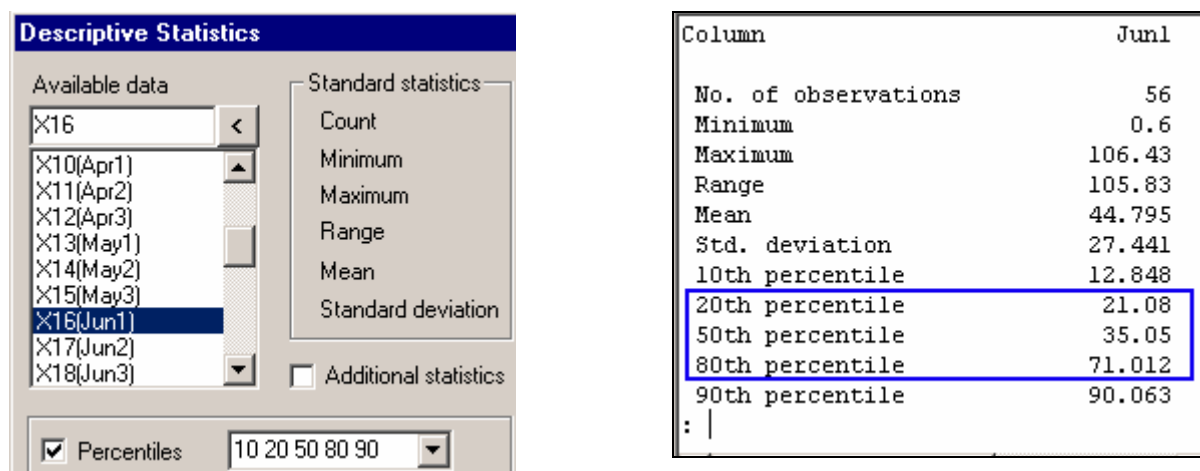 Descriptive Statistics
Available data
X16 <
X10(Apr1)
X11(Apr2)
X12(Apr3)
X13(May1)
X14(May2)
X15(May3)
X16(Jun1)
X17(Jun2)
X18(Jun3)
Standard statistics
Count
Minimum
Maximum
Range
Mean
Standard deviation
Additional statistics
Percentiles 10 20 50 80 90
Column Jun1
No. of observations 56
Minimum 0.6
Maximum 106.43
Range 105.83
Mean 44.795
Std. deviation 27.441
10th percentile 12.848
20th percentile 21.08
50th percentile 35.05
80th percentile 71.012
90th percentile 90.063
: